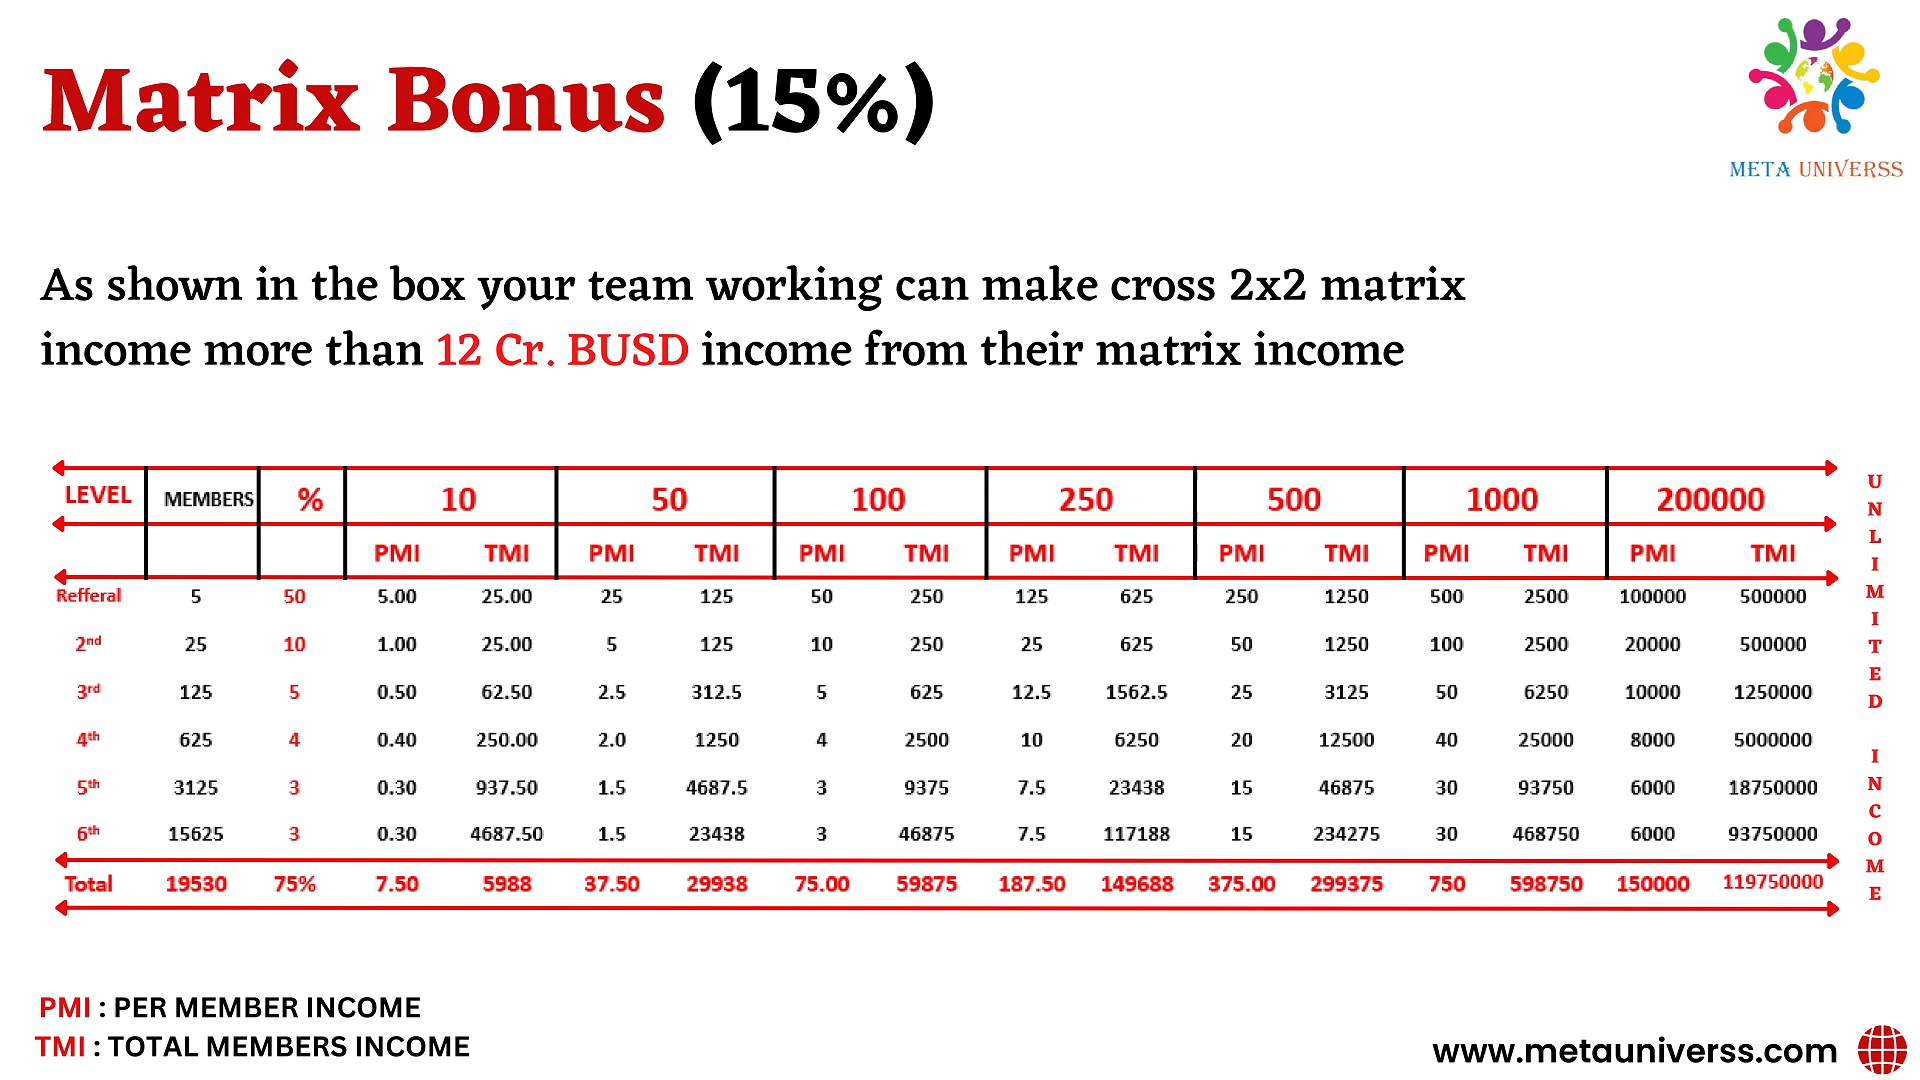 Matrix Bonus (15%)
META UNIVERSS
As shown in the box your team working can make cross 2x2 matrix
income more than 12 Cr. BUSD income from their matrix income
LEVEL MEMBERS % 10 50 100 250 500 1000 200000
PMI TMI PMI TMI PMI TMI PMI TMI PMI TMI PMI TMI PMI TMI
Refferal 5 50 5.00 25.00 25 125 50 250 125 625 250 1250 500 2500 100000 500000
2nd 25 10 1.00 25.00 5 125 10 250 25 625 50 1250 100 2500 20000 500000
3rd 125 5 0.50 62.50 2.5 312.5 5 625 12.5 1562.5 25 3125 50 6250 10000 1250000
4th 625 4 0.40 250.00 2.0 1250 4 2500 10 6250 20 12500 40 25000 8000 5000000
5th 3125 3 0.30 937.50 1.5 4687.5 3 9375 7.5 23438 15 46875 30 93750 6000 18750000
6th 15625 3 0.30 4687.50 1.5 23438 3 46875 7.5 117188 15 234275 30 468750 6000 93750000
Total 19530 75% 7.50 5988 37.50 29938 75.00 59875 187.50 149688 375.00 299375 750 598750 150000 119750000
UNLIMITED INCOME
PMI : PER MEMBER INCOME
TMI : TOTAL MEMBERS INCOME
www.metauniverss.com